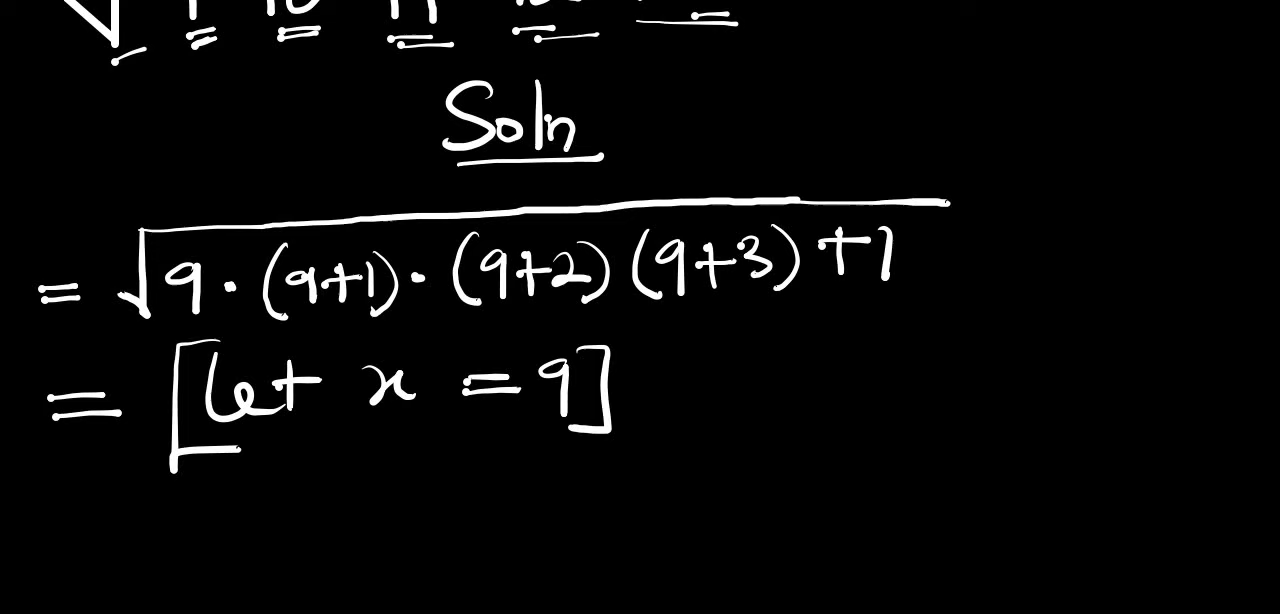 Soln
= √9 · (9+1) · (9+2) (9+3) +1
= [let x = 9]